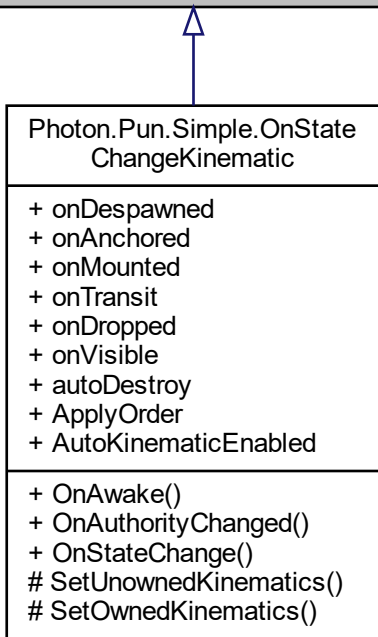 Photon.Pun.Simple.OnState
ChangeKinematic
+ onDespawned
+ onAnchored
+ onMounted
+ onTransit
+ onDropped
+ onVisible
+ autoDestroy
+ ApplyOrder
+ AutoKinematicEnabled
+ OnAwake()
+ OnAuthorityChanged()
+ OnStateChange()
# SetUnownedKinematics()
# SetOwnedKinematics()